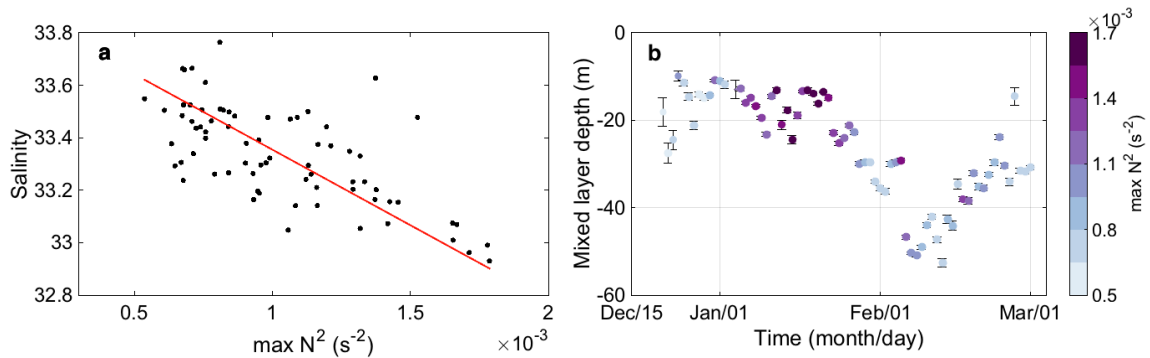 a
Salinity
33.8
33.6
33.4
33.2
33
32.8
0.5
1
1.5
2
×10⁻³
max N² (s⁻²)
b
Mixed layer depth (m)
-0
-20
-40
-60
Dec/15
Jan/01
Feb/01
Mar/01
Time (month/day)
×10⁻³
1.7
1.4
1.1
0.8
0.5
max N² (s⁻²)